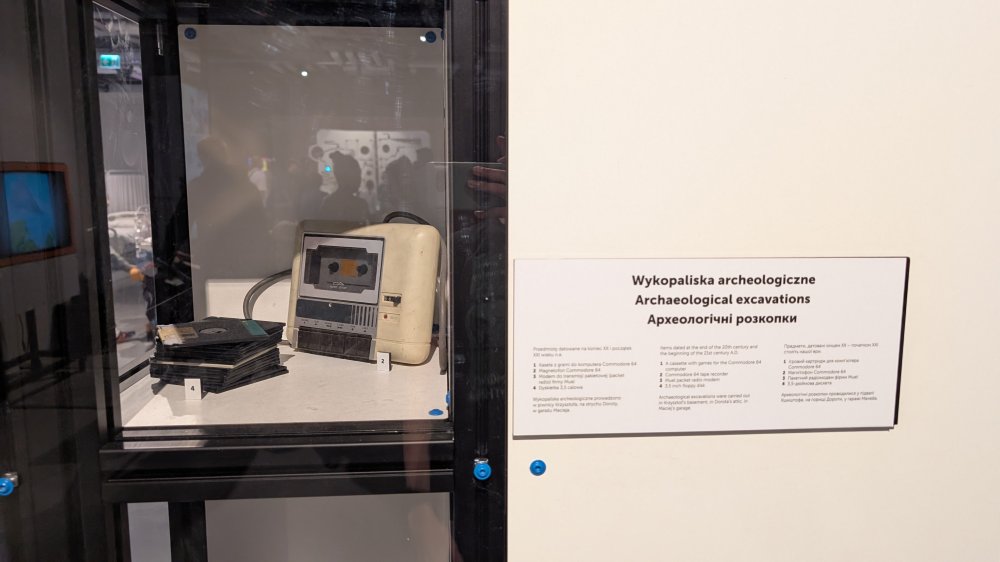 Wykopaliska archeologiczne
Archaeological excavations
Археологічні розкопки
Przedmioty datowane na koniec XX i początek
XXI wieku n.e.
1 Kaseta z grami do komputera Commodore 64
2 Magnetofon Commodore 64
3 Modem do transmisji pakietowej (packet
radio) firmy Muel
4 Dyskietka 3,5 calowa
Wykopaliska archeologiczne prowadzono
w piwnicy Krzysztofa, na strychu Doroty,
w garażu Macieja.
Items dated at the end of the 20th century and
the beginning of the 21st century A.D.
1 A cassette with games for the Commodore 64
computer
2 Commodore 64 tape recorder
3 Muel packet radio modem
4 3,5 inch floppy disk
Archaeological excavations were carried out
in Krzysztof's basement, in Dorota's attic, in
Maciej's garage.
Предмети, датовані кінцем XX – початком XXI
століть нашої ери.
1 Ігровий картридж для комп'ютера
Commodore 64
2 Магнітофон Commodore 64
3 Пакетний радіомодем фірми Muel
4 3,5-дюймова дискета
Археологічні розкопки проводилися у підвалі
Кшиштофа, на горищі Дороти, у гаражі Мацея.
4
2